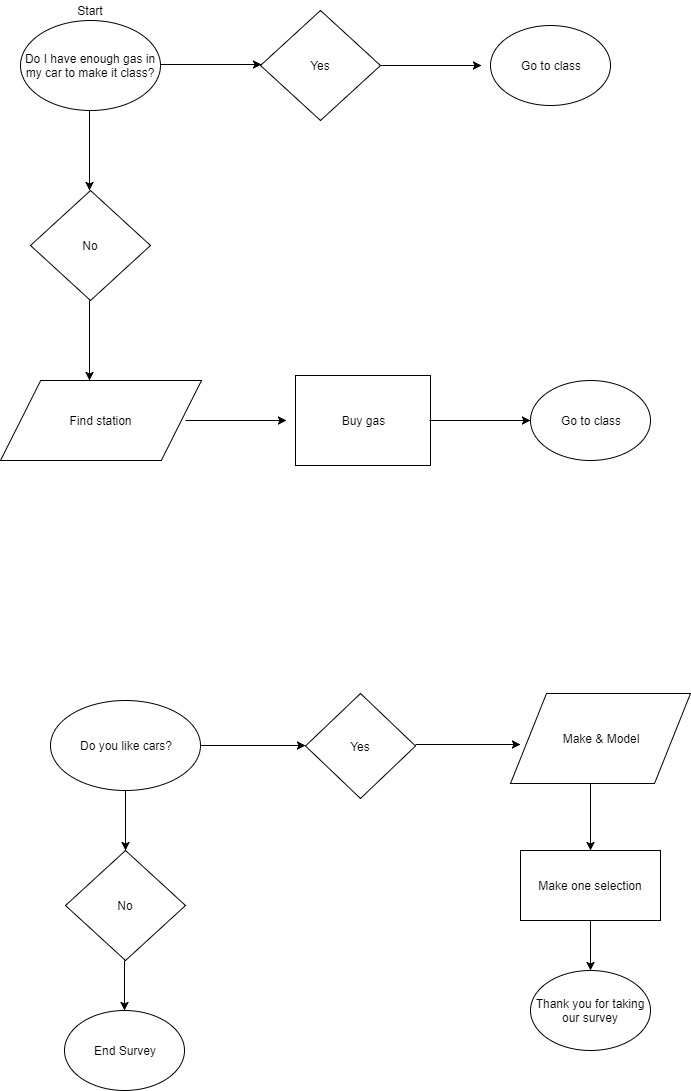 Start
Do I have enough gas in
my car to make it class?
Yes
Go to class
No
Find station
Buy gas
Go to class
Do you like cars?
Yes
Make & Model
No
Make one selection
End Survey
Thank you for taking
our survey